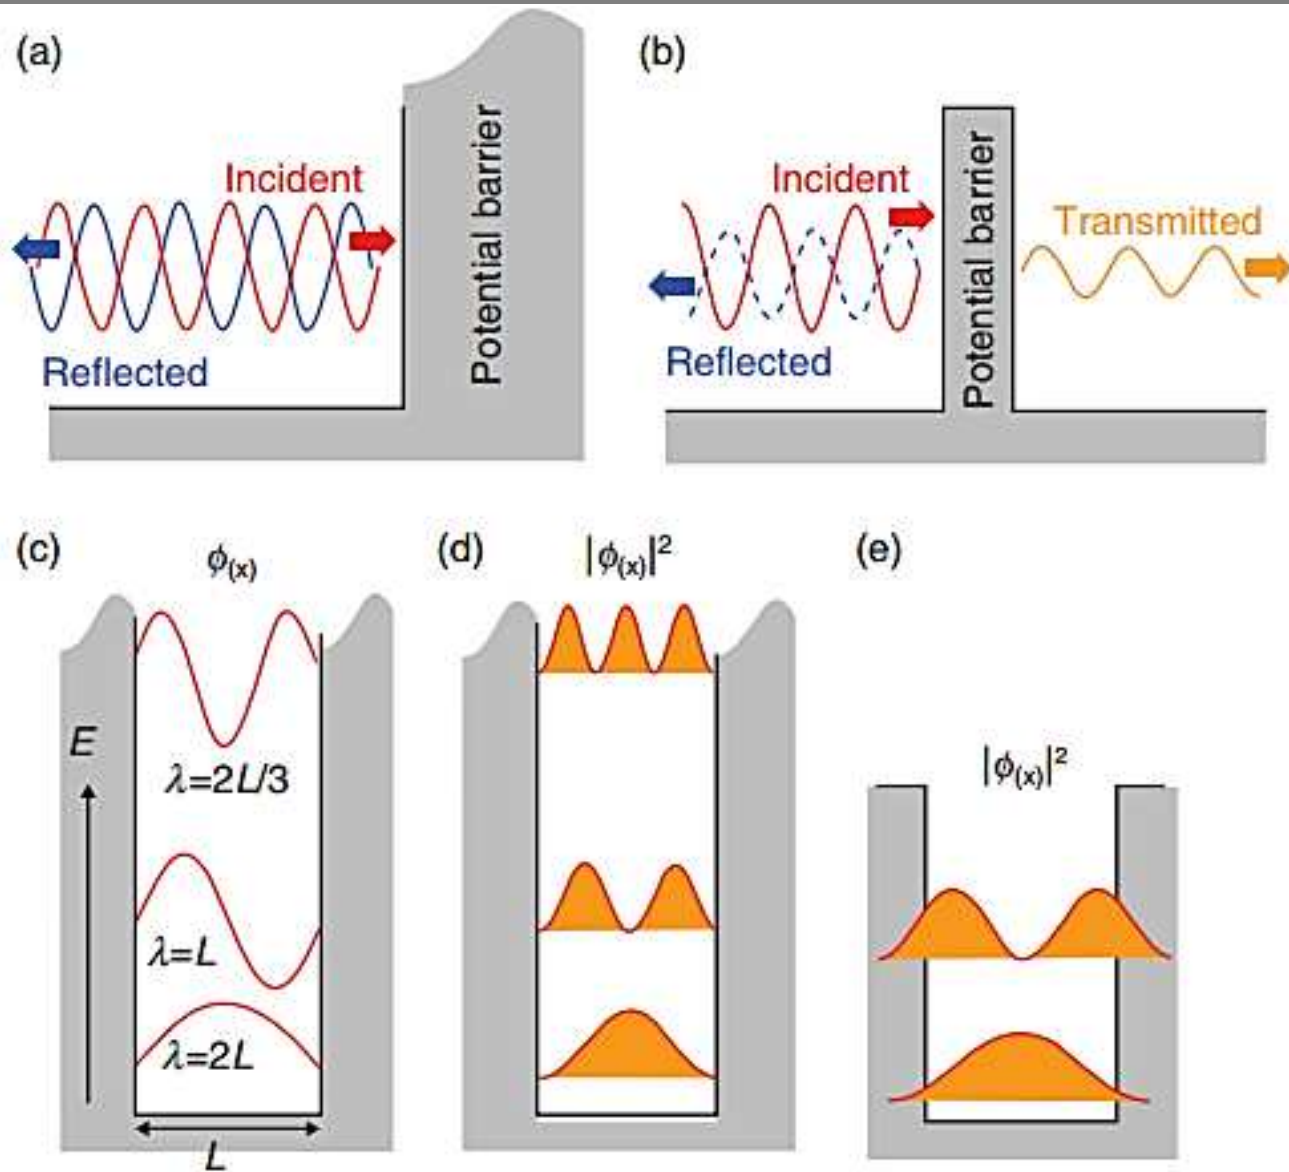 (a)
Incident
Reflected
Potential barrier
(b)
Incident
Reflected
Potential barrier
Transmitted
(c)
ϕ(x)
E
λ=2L/3
λ=L
λ=2L
L
(d)
|ϕ(x)|²
(e)
|ϕ(x)|²